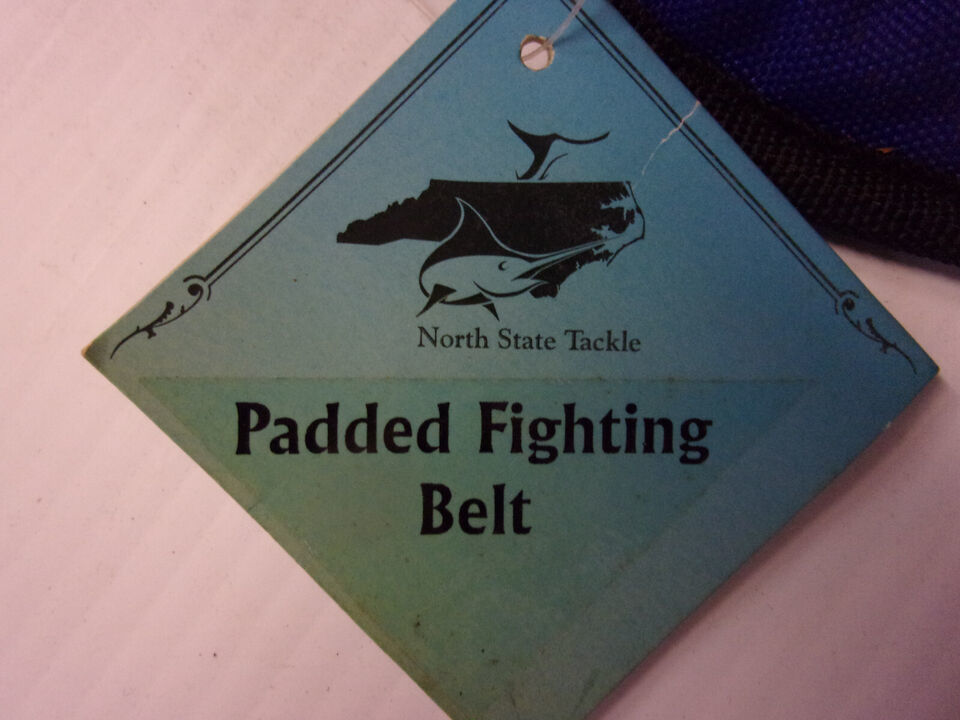 North State Tackle
Padded Fighting
Belt